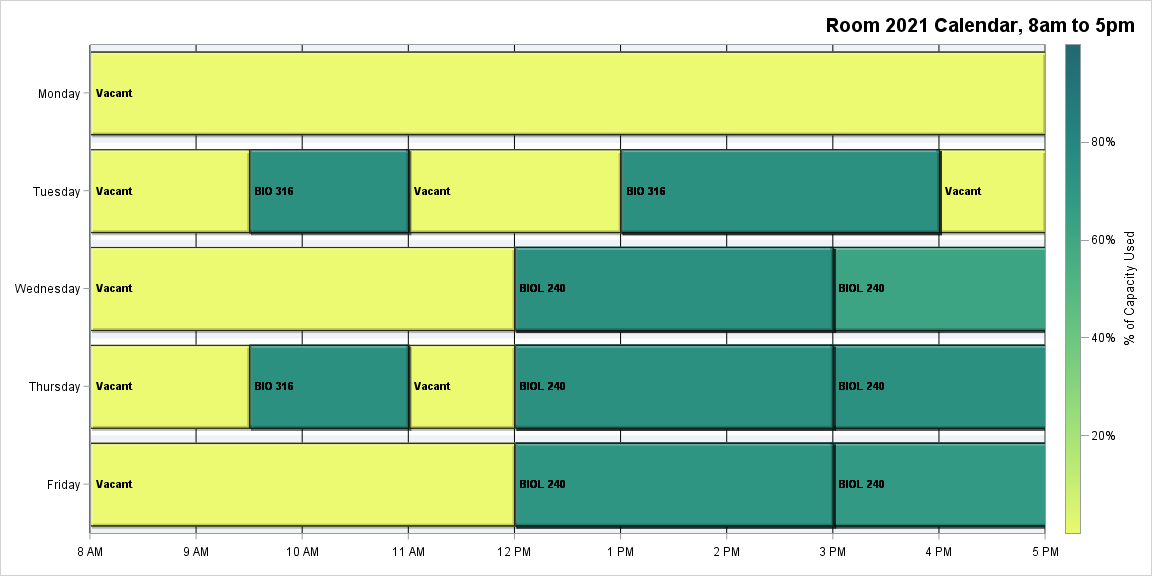 Room 2021 Calendar, 8am to 5pm
Monday
Vacant
Tuesday
Vacant
BIO 316
Vacant
BIO 316
Vacant
Wednesday
Vacant
BIOL 240
BIOL 240
Thursday
Vacant
BIO 316
Vacant
BIOL 240
BIOL 240
Friday
Vacant
BIOL 240
BIOL 240
8 AM
9 AM
10 AM
11 AM
12 PM
1 PM
2 PM
3 PM
4 PM
5 PM
80%
60%
40%
20%
% of Capacity Used